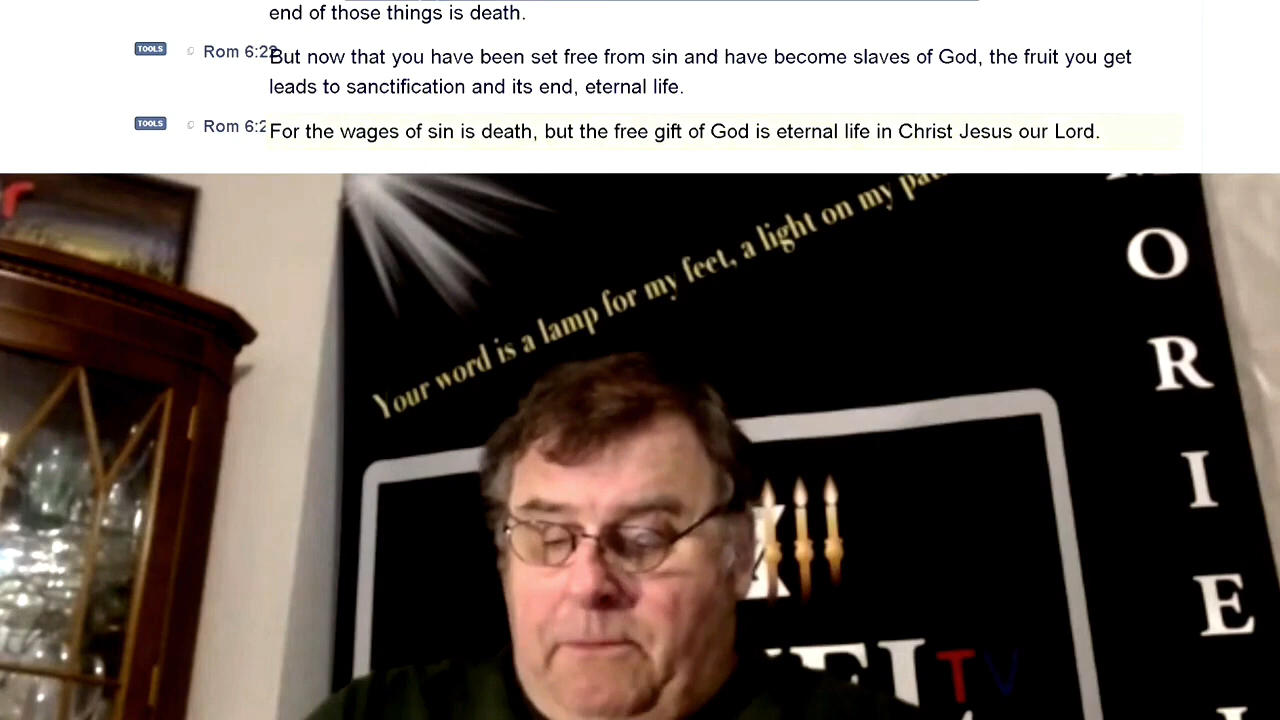 end of those things is death.
TOOLS Rom 6:22 But now that you have been set free from sin and have become slaves of God, the fruit you get
leads to sanctification and its end, eternal life.
TOOLS Rom 6:2 For the wages of sin is death, but the free gift of God is eternal life in Christ Jesus our Lord.
Your word is a lamp for my feet, a light on my
O
R
I
E
TV